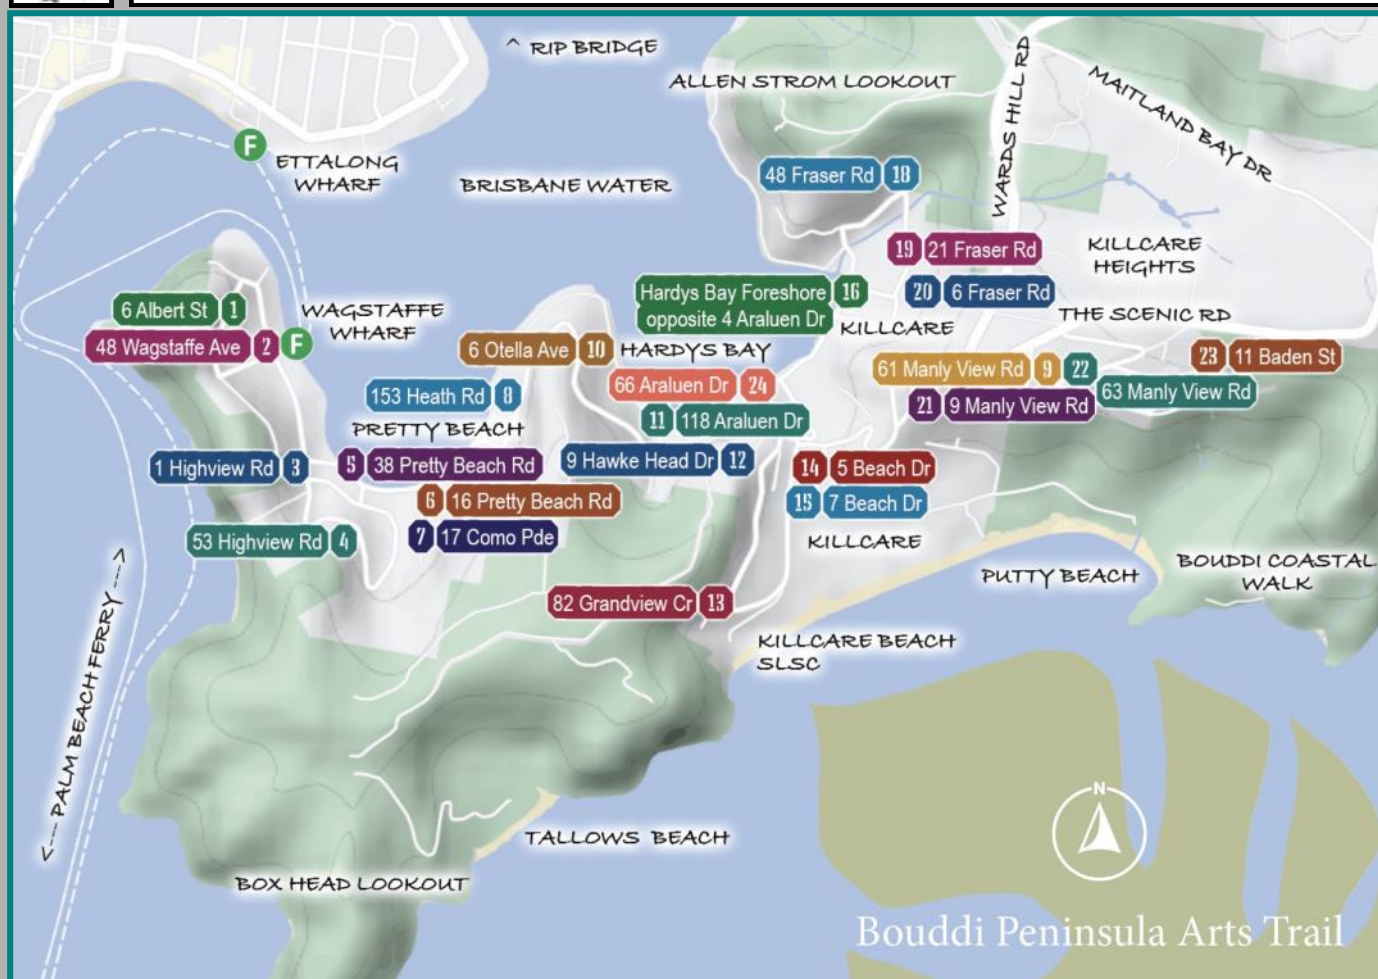 ^ RIP BRIDGE
ALLEN STROM LOOKOUT
WARDS HILL RD
MAITLAND BAY DR
F
ETTALONG
WHARF
BRISBANE WATER
48 Fraser Rd 18
19 21 Fraser Rd
KILLCARE
HEIGHTS
20 6 Fraser Rd
Hardys Bay Foreshore 16
opposite 4 Araluen Dr
KILLCARE
THE SCENIC RD
6 Albert St 1
WAGSTAFFE
WHARF
48 Wagstaffe Ave 2 F
6 Otella Ave 10
HARDYS BAY
23 11 Baden St
61 Manly View Rd 9 22
63 Manly View Rd
66 Araluen Dr 24
153 Heath Rd 8
21 9 Manly View Rd
11 118 Araluen Dr
PRETTY BEACH
1 Highview Rd 3
5 38 Pretty Beach Rd
9 Hawke Head Dr 12
14 5 Beach Dr
6 16 Pretty Beach Rd
15 7 Beach Dr
53 Highview Rd 4
7 17 Como Pde
KILLCARE
PUTTY BEACH
BOUDDI COASTAL
WALK
82 Grandview Cr 13
KILLCARE BEACH
SLSC
<---- PALM BEACH FERRY ---->
TALLOWS BEACH
BOX HEAD LOOKOUT
N
Bouddi Peninsula Arts Trail